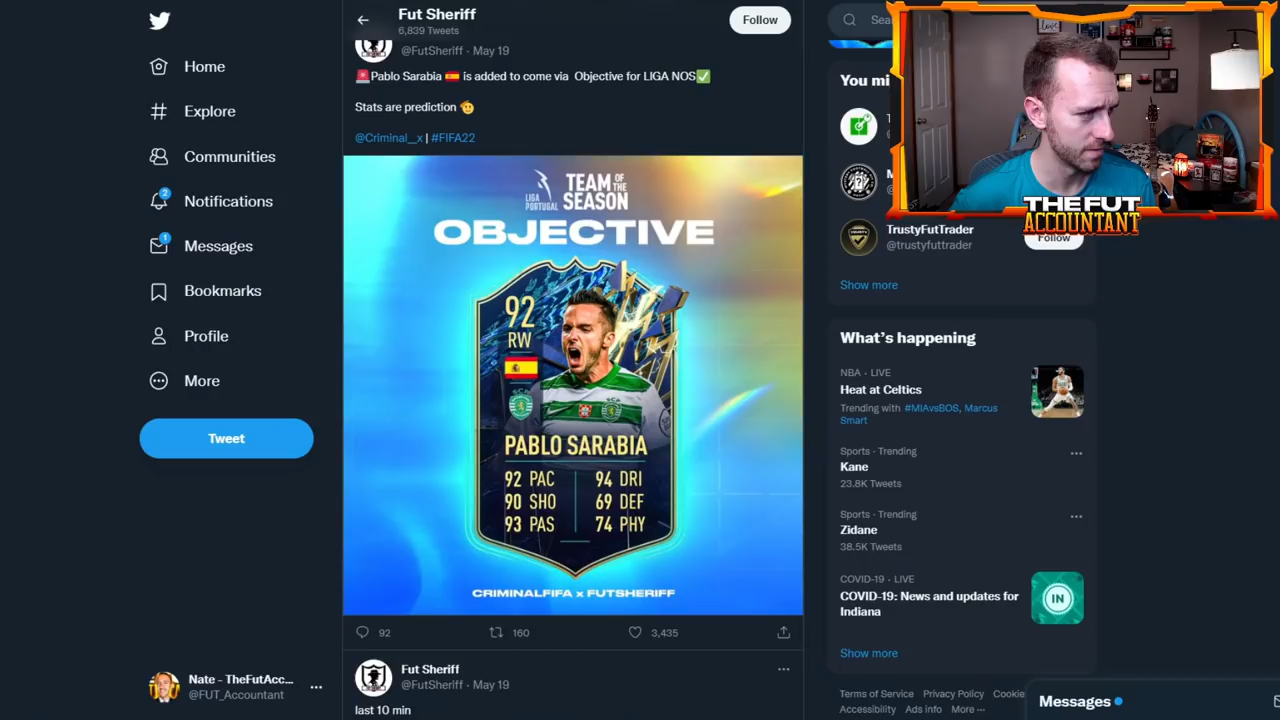 Home
Explore
Communities
Notifications
2
Messages
1
Bookmarks
Profile
More
Tweet
Nate - TheFutAcc...
@FUT_Accountant
Fut Sheriff
6,839 Tweets
Follow
@FutSheriff · May 19
🚨Pablo Sarabia 🇪🇸 is added to come via Objective for LIGA NOS✅
Stats are prediction 🫡
@Criminal__x | #FIFA22
LIGA PORTUGAL
TEAM OF THE SEASON
OBJECTIVE
92
RW
PABLO SARABIA
92 PAC 94 DRI
90 SHO 69 DEF
93 PAS 74 PHY
CRIMINALFIFA x FUTSHERIFF
92 160 3,435
Fut Sheriff
@FutSheriff · May 19
last 10 min
Sea
THE FUT
ACCOUNTANT
You mi
TrustyFutTrader
@trustyfuttrader
Follow
Show more
What's happening
NBA · LIVE
Heat at Celtics
Trending with #MIAvsBOS, Marcus
Smart
Sports · Trending
Kane
23.8K Tweets
Sports · Trending
Zidane
38.5K Tweets
COVID-19 · LIVE
COVID-19: News and updates for
Indiana
IN
Show more
Terms of Service Privacy Policy Cookie
Accessibility Ads info More ···
Messages